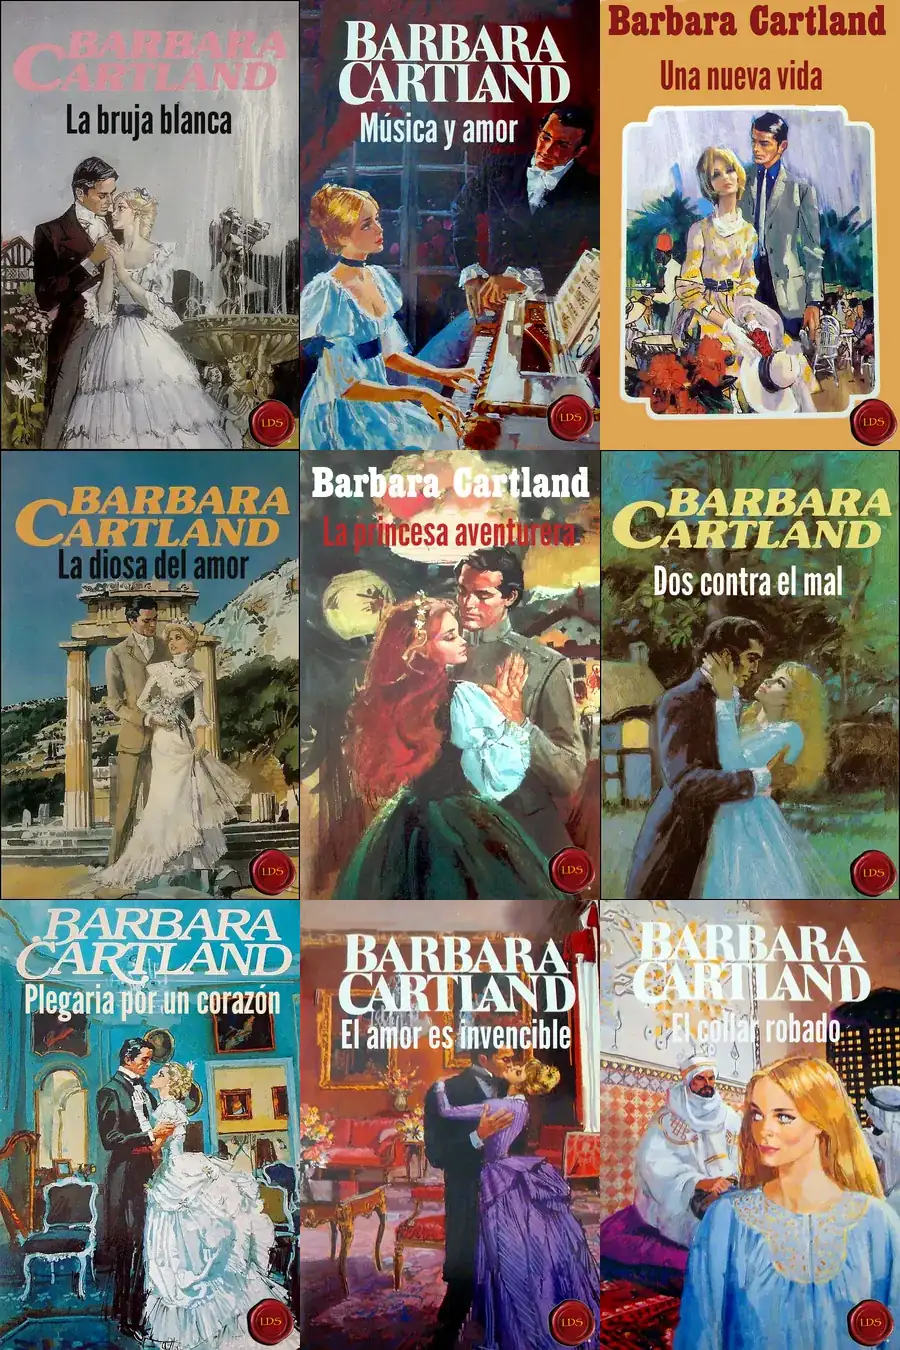 BARBARA
CARTLAND
La bruja blanca
LDS
BARBARA
CARTLAND
Música y amor
LDS
Barbara Cartland
Una nueva vida
LDS
BARBARA
CARTLAND
La diosa del amor
LDS
Barbara Cartland
La princesa aventurera
LDS
BARBARA
CARTLAND
Dos contra el mal
LDS
BARBARA
CARTLAND
Plegaria por un corazón
LDS
BARBARA
CARTLAND
El amor es invencible
LDS
BARBARA
CARTLAND
El collar robado
LDS